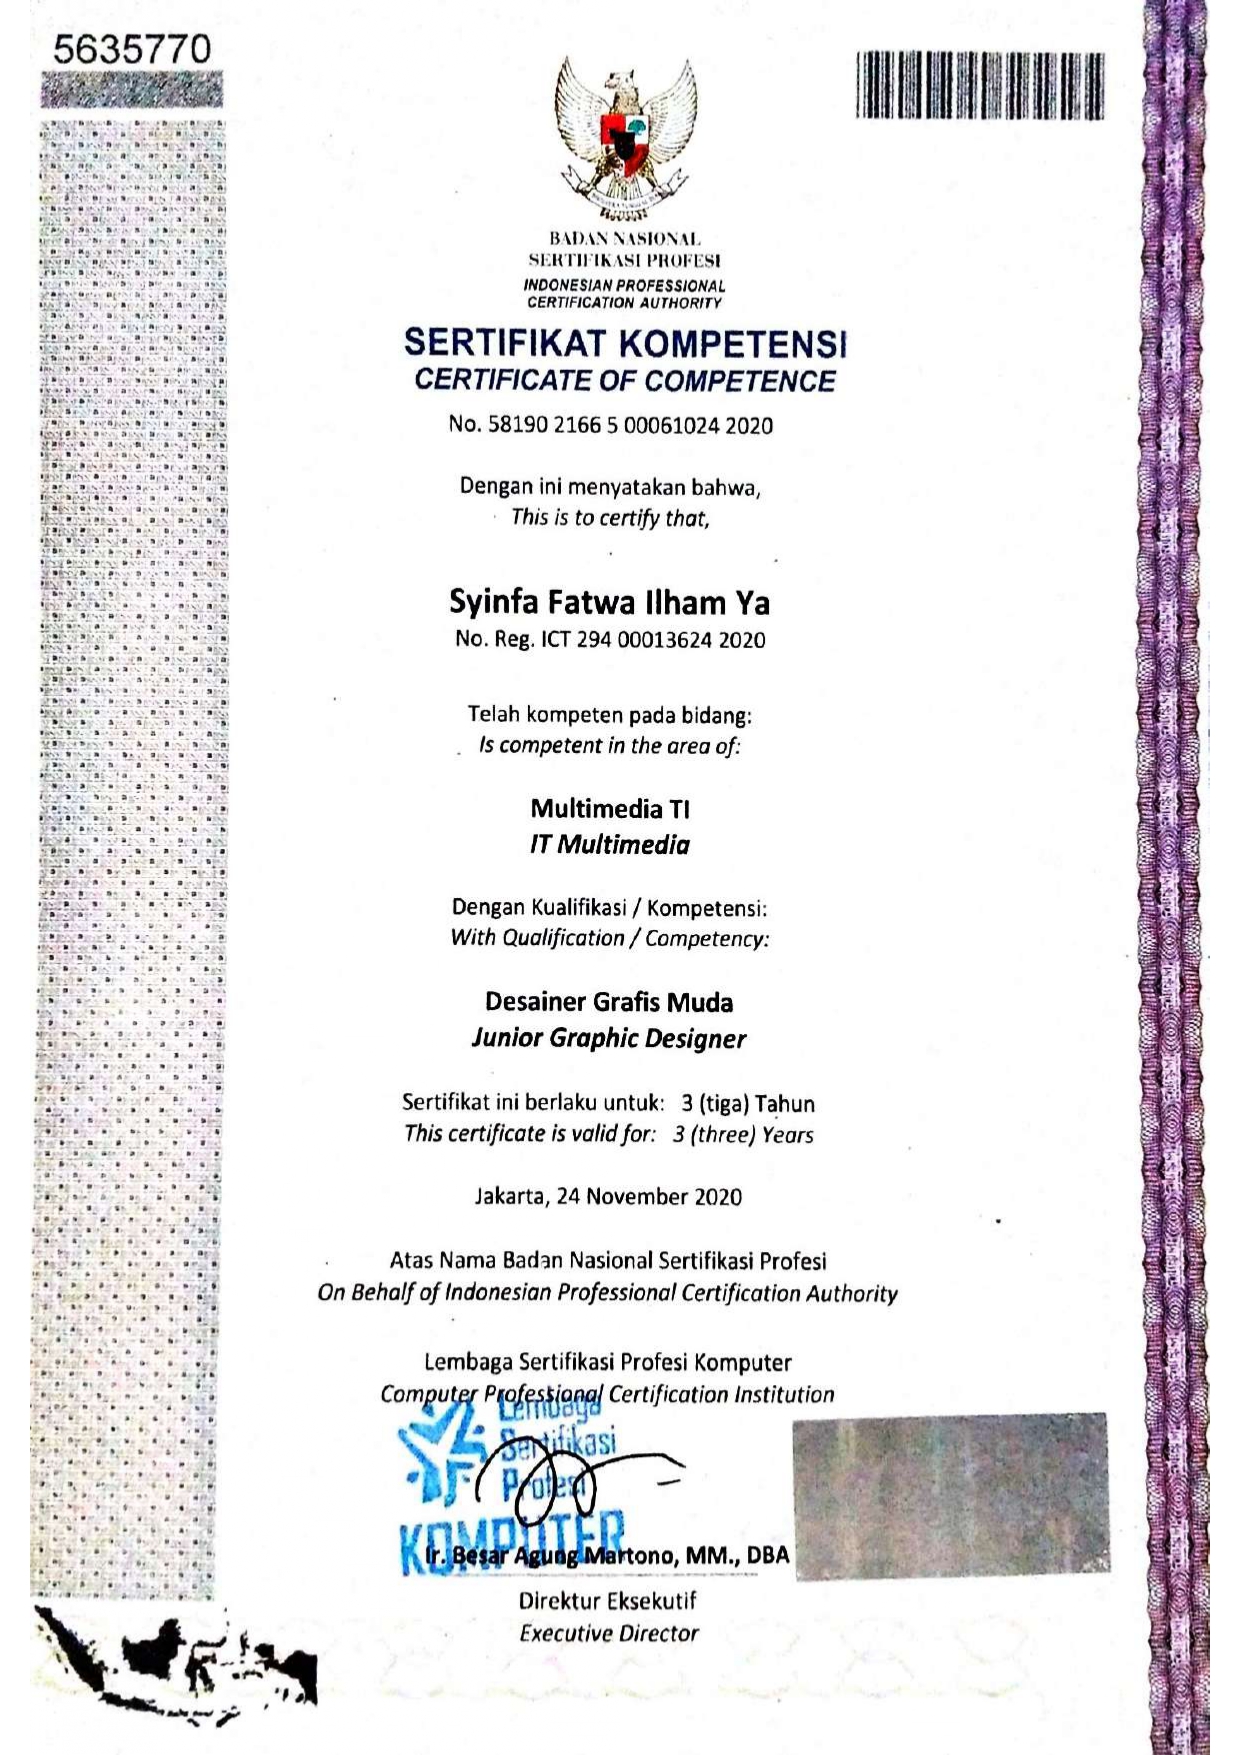 5635770
BADAN NASIONAL
SERTIFIKASI PROFESI
INDONESIAN PROFESSIONAL
CERTIFICATION AUTHORITY
SERTIFIKAT KOMPETENSI
CERTIFICATE OF COMPETENCE
No. 58190 2166 5 00061024 2020
Dengan ini menyatakan bahwa,
This is to certify that,
Syinfa Fatwa Ilham Ya
No. Reg. ICT 294 00013624 2020
Telah kompeten pada bidang:
Is competent in the area of:
Multimedia TI
IT Multimedia
Dengan Kualifikasi / Kompetensi:
With Qualification / Competency:
Desainer Grafis Muda
Junior Graphic Designer
Sertifikat ini berlaku untuk: 3 (tiga) Tahun
This certificate is valid for: 3 (three) Years
Jakarta, 24 November 2020
Atas Nama Badan Nasional Sertifikasi Profesi
On Behalf of Indonesian Professional Certification Authority
Lembaga Sertifikasi Profesi Komputer
Computer Professional Certification Institution
Lembaga
Sertifikasi
Profesi
KOMPUTER
Ir. Besar Agung Martono, MM., DBA
Direktur Eksekutif
Executive Director